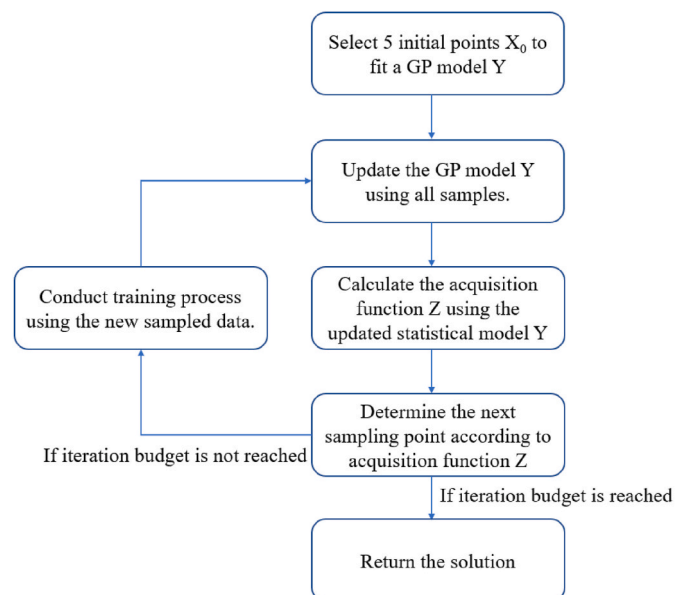 Select 5 initial points X₀ to
fit a GP model Y
Update the GP model Y
using all samples.
Conduct training process
using the new sampled data.
Calculate the acquisition
function Z using the
updated statistical model Y
Determine the next
sampling point according to
acquisition function Z
If iteration budget is not reached
If iteration budget is reached
Return the solution